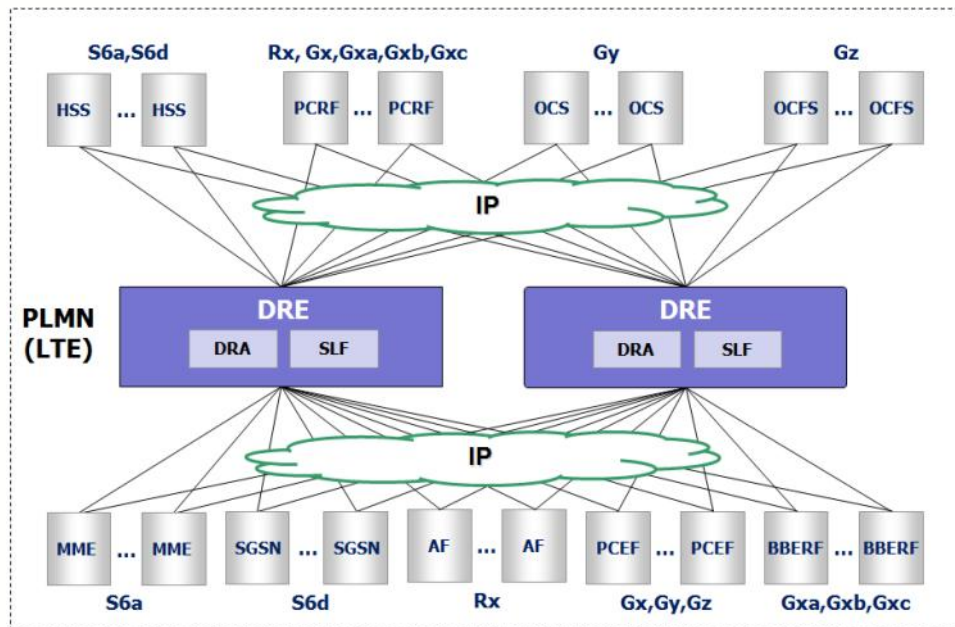 S6a,S6d Rx, Gx,Gxa,Gxb,Gxc Gy Gz
HSS ... HSS PCRF ... PCRF OCS ... OCS OCFS ... OCFS
IP
PLMN (LTE)
DRE DRE
DRA SLF DRA SLF
IP
MME ... MME SGSN ... SGSN AF ... AF PCEF ... PCEF BBERF ... BBERF
S6a S6d Rx Gx,Gy,Gz Gxa,Gxb,Gxc